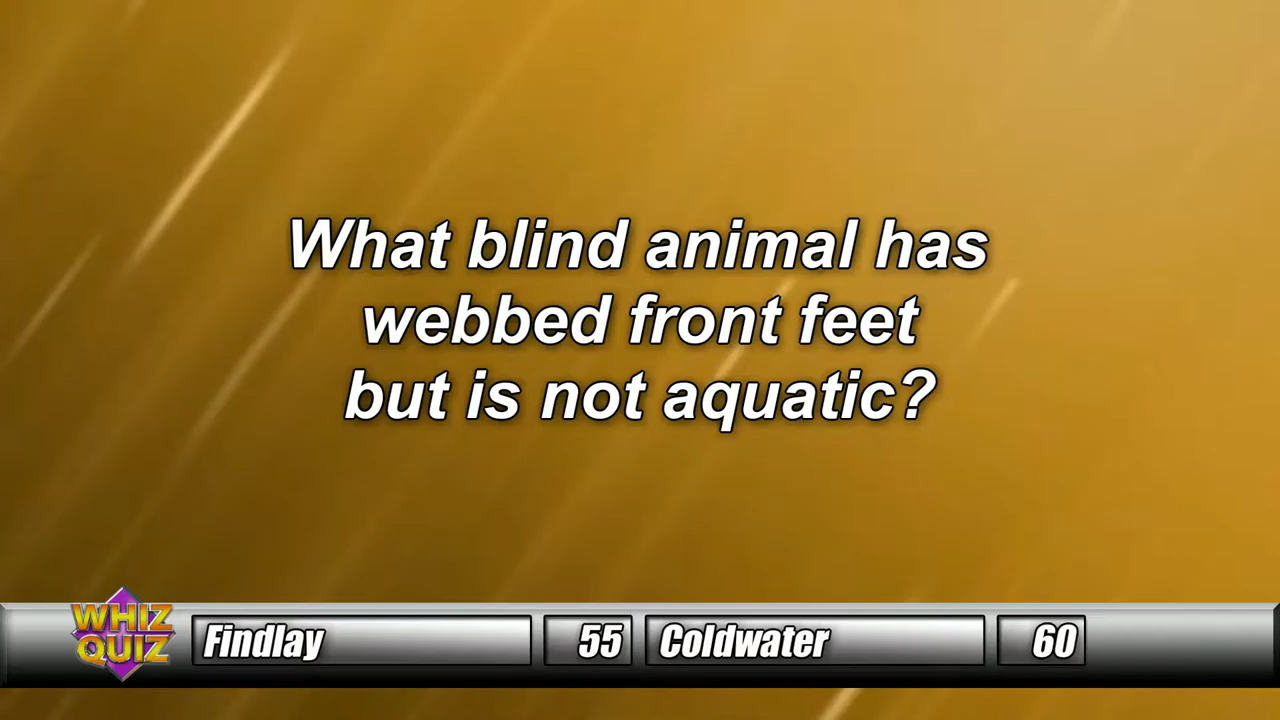 What blind animal has
webbed front feet
but is not aquatic?
WHIZ
QUIZ
Findlay 55 Coldwater 60